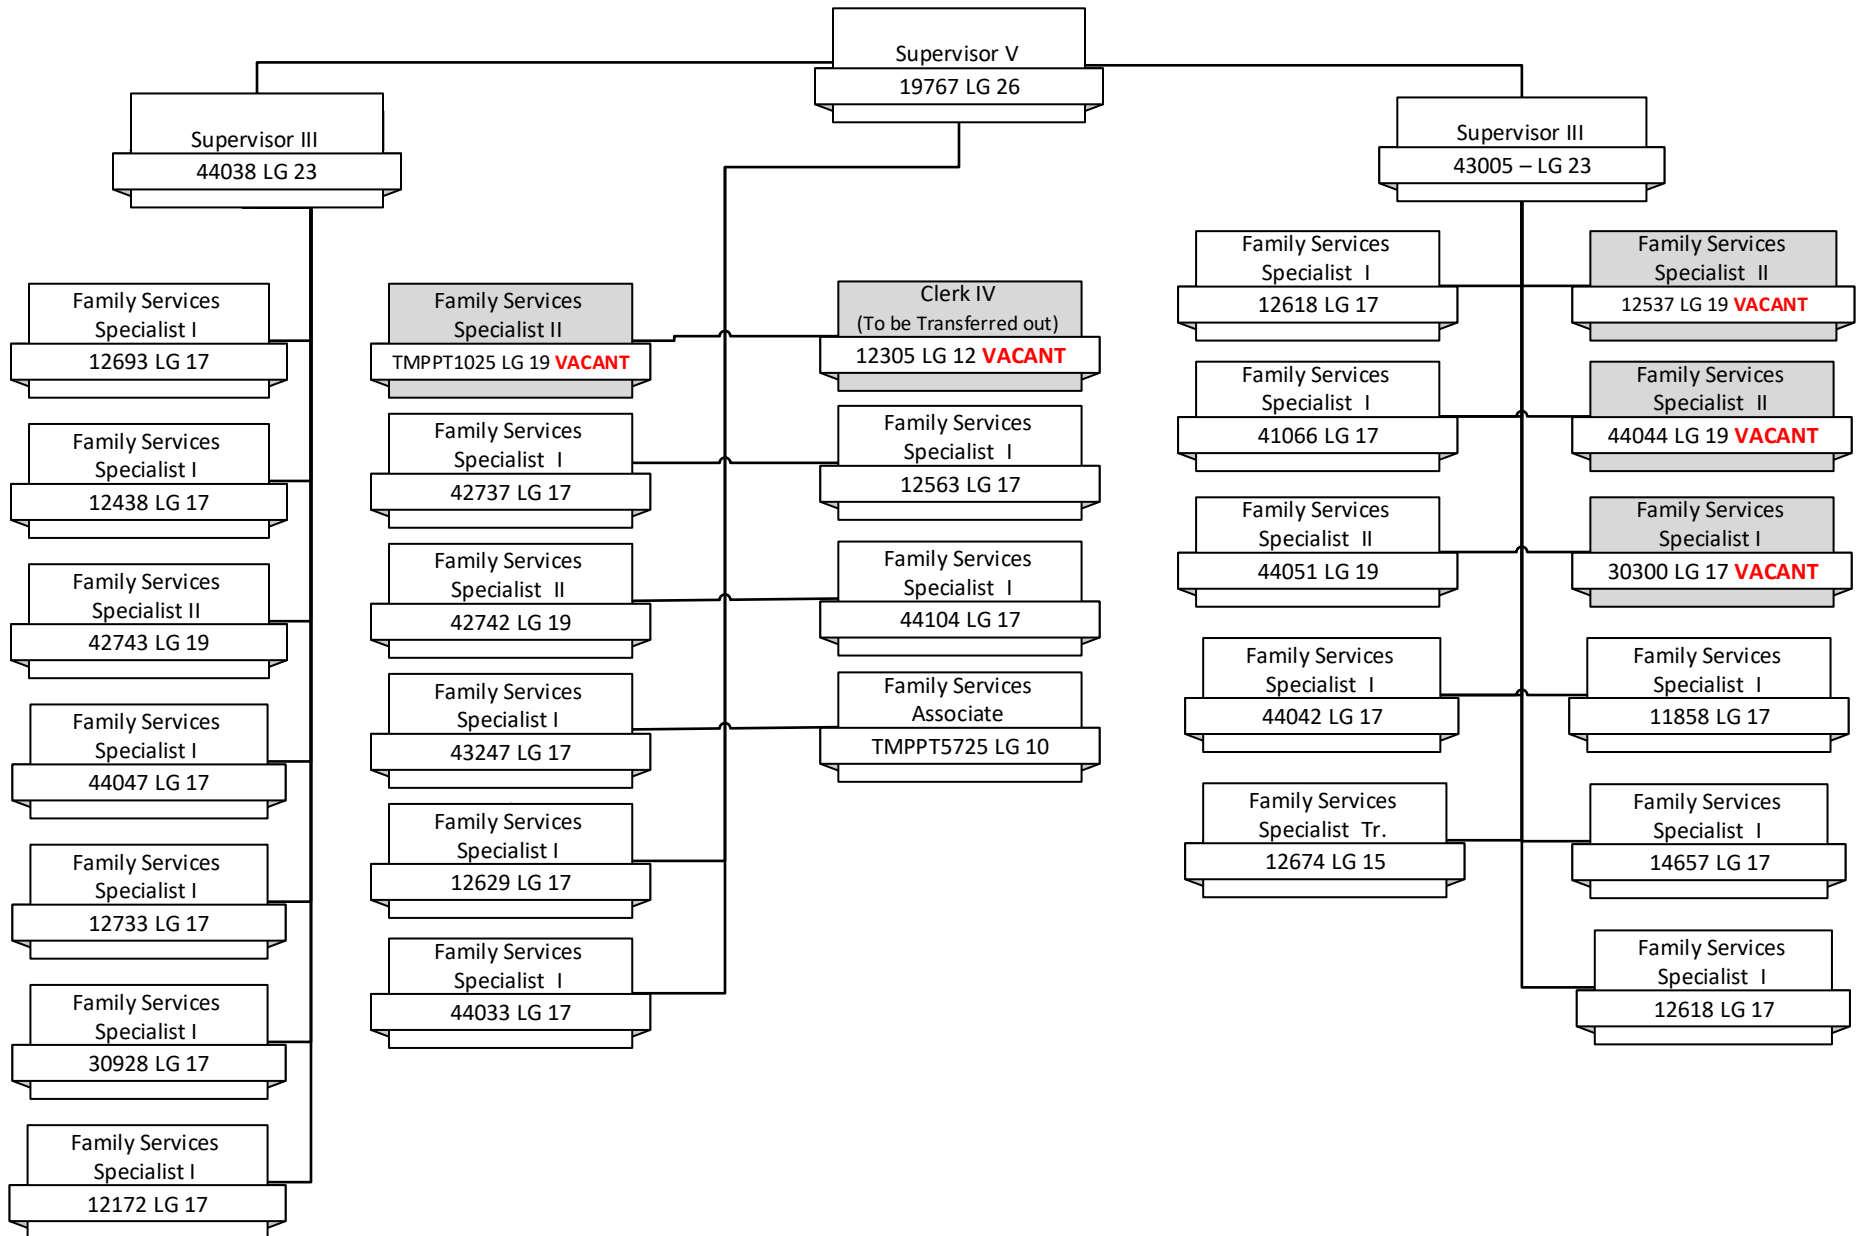 Supervisor V
19767 LG 26
Supervisor III
44038 LG 23
Supervisor III
43005 – LG 23
Family Services
Specialist I
12693 LG 17
Family Services
Specialist I
12438 LG 17
Family Services
Specialist II
42743 LG 19
Family Services
Specialist I
44047 LG 17
Family Services
Specialist I
12733 LG 17
Family Services
Specialist I
30928 LG 17
Family Services
Specialist I
12172 LG 17
Family Services
Specialist II
TMPPT1025 LG 19 VACANT
Family Services
Specialist I
42737 LG 17
Family Services
Specialist II
42742 LG 19
Family Services
Specialist I
43247 LG 17
Family Services
Specialist I
12629 LG 17
Family Services
Specialist I
44033 LG 17
Clerk IV
(To be Transferred out)
12305 LG 12 VACANT
Family Services
Specialist I
12563 LG 17
Family Services
Specialist I
44104 LG 17
Family Services
Associate
TMPPT5725 LG 10
Family Services
Specialist I
12618 LG 17
Family Services
Specialist I
41066 LG 17
Family Services
Specialist II
44051 LG 19
Family Services
Specialist I
44042 LG 17
Family Services
Specialist Tr.
12674 LG 15
Family Services
Specialist II
12537 LG 19 VACANT
Family Services
Specialist II
44044 LG 19 VACANT
Family Services
Specialist I
30300 LG 17 VACANT
Family Services
Specialist I
11858 LG 17
Family Services
Specialist I
14657 LG 17
Family Services
Specialist I
12618 LG 17